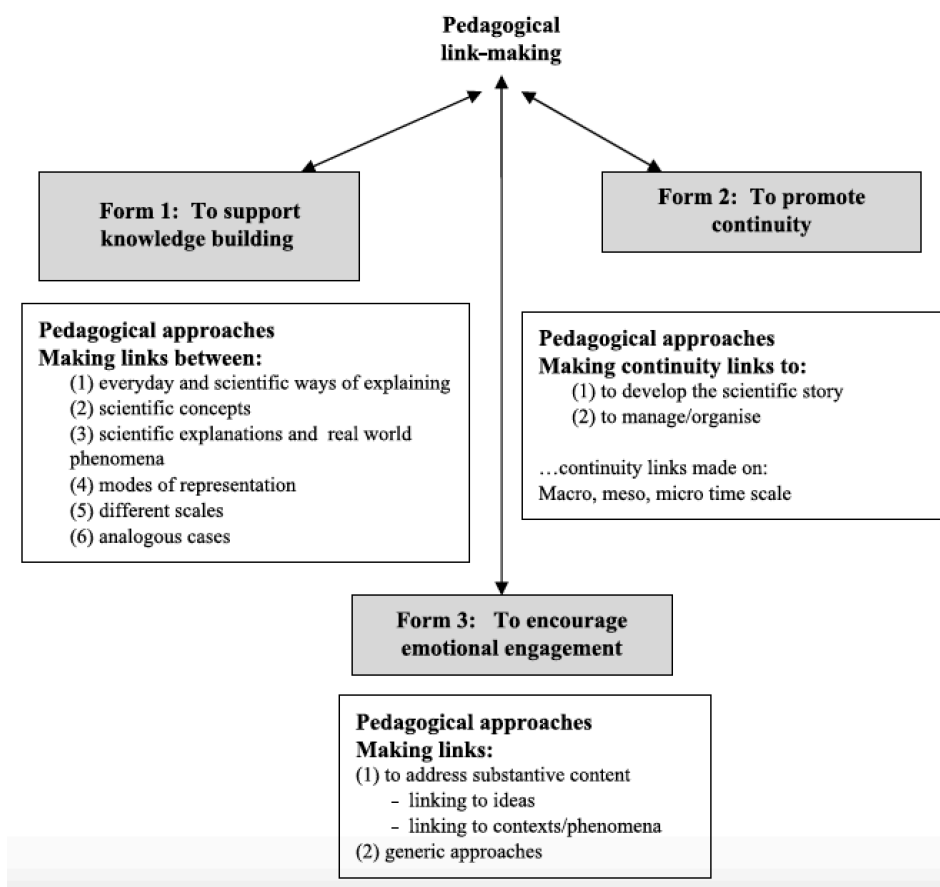 Pedagogical
link-making
Form 1: To support
knowledge building
Form 2: To promote
continuity
Pedagogical approaches
Making links between:
(1) everyday and scientific ways of explaining
(2) scientific concepts
(3) scientific explanations and real world
phenomena
(4) modes of representation
(5) different scales
(6) analogous cases
Pedagogical approaches
Making continuity links to:
(1) to develop the scientific story
(2) to manage/organise
…continuity links made on:
Macro, meso, micro time scale
Form 3: To encourage
emotional engagement
Pedagogical approaches
Making links:
(1) to address substantive content
- linking to ideas
- linking to contexts/phenomena
(2) generic approaches